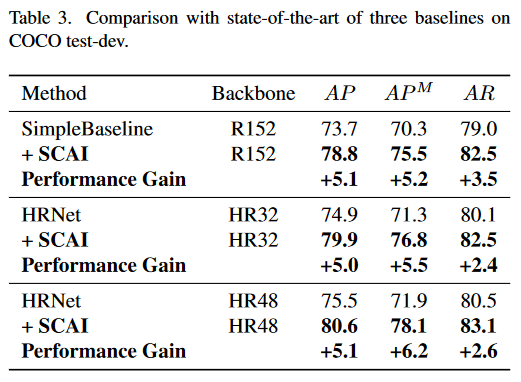 Table 3. Comparison with state-of-the-art of three baselines on
COCO test-dev.
Method Backbone AP AP^M AR
SimpleBaseline R152 73.7 70.3 79.0
+ SCAI R152 78.8 75.5 82.5
Performance Gain +5.1 +5.2 +3.5
HRNet HR32 74.9 71.3 80.1
+ SCAI HR32 79.9 76.8 82.5
Performance Gain +5.0 +5.5 +2.4
HRNet HR48 75.5 71.9 80.5
+ SCAI HR48 80.6 78.1 83.1
Performance Gain +5.1 +6.2 +2.6